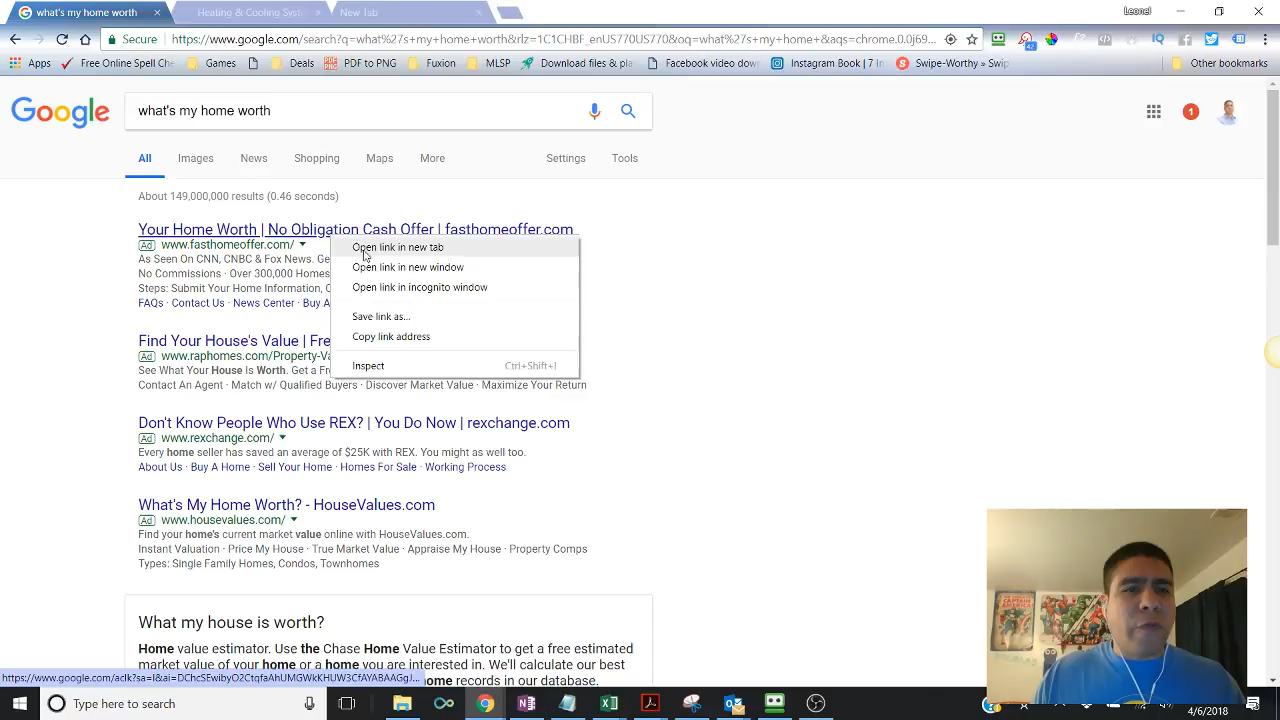 what's my home worth
Heating & Cooling Syst
New Tab
Leonel
Secure
https://www.google.com/search?q=what%27s+my+home+worth&rlz=1C1CHBF_enUS770US770&oq=what%27s+my+home+&aqs=chrome.0.0j69...
Apps
Free Online Spell Che
Games
Deals
PDF to PNG
Fuxion
MLSP
Download files & pla
Facebook video dow
Instagram Book | 7 In
Swipe-Worthy » Swip
Other bookmarks
Google
what's my home worth
1
All Images News Shopping Maps More Settings Tools
About 149,000,000 results (0.46 seconds)
Your Home Worth | No Obligation Cash Offer | fasthomeoffer.com
Ad www.fasthomeoffer.com/
As Seen On CNN, CNBC & Fox News. Ge
No Commissions · Over 300,000 Homes
Steps: Submit Your Home Information, C
FAQs · Contact Us · News Center · Buy A
Open link in new tab
Open link in new window
Open link in incognito window
Save link as...
Copy link address
Inspect Ctrl+Shift+I
Find Your House's Value | Fre
Ad www.raphomes.com/Property-Va
See What Your House Is Worth. Get a Fr
Contact An Agent · Match w/ Qualified Buyers · Discover Market Value · Maximize Your Return
Don't Know People Who Use REX? | You Do Now | rexchange.com
Ad www.rexchange.com/
Every home seller has saved an average of $25K with REX. You might as well too.
About Us · Buy A Home · Sell Your Home · Homes For Sale · Working Process
What's My Home Worth? - HouseValues.com
Ad www.housevalues.com/
Find your home's current market value online with HouseValues.com.
Instant Valuation · Price My House · True Market Value · Appraise My House · Property Comps
Types: Single Family Homes, Condos, Townhomes
What my house is worth?
Home value estimator. Use the Chase Home Value Estimator to get a free estimated
market value of your home or a home you are interested in. We'll calculate our best
home records in our database.
CAPTAIN AMERICA
Type here to search
4/6/2018